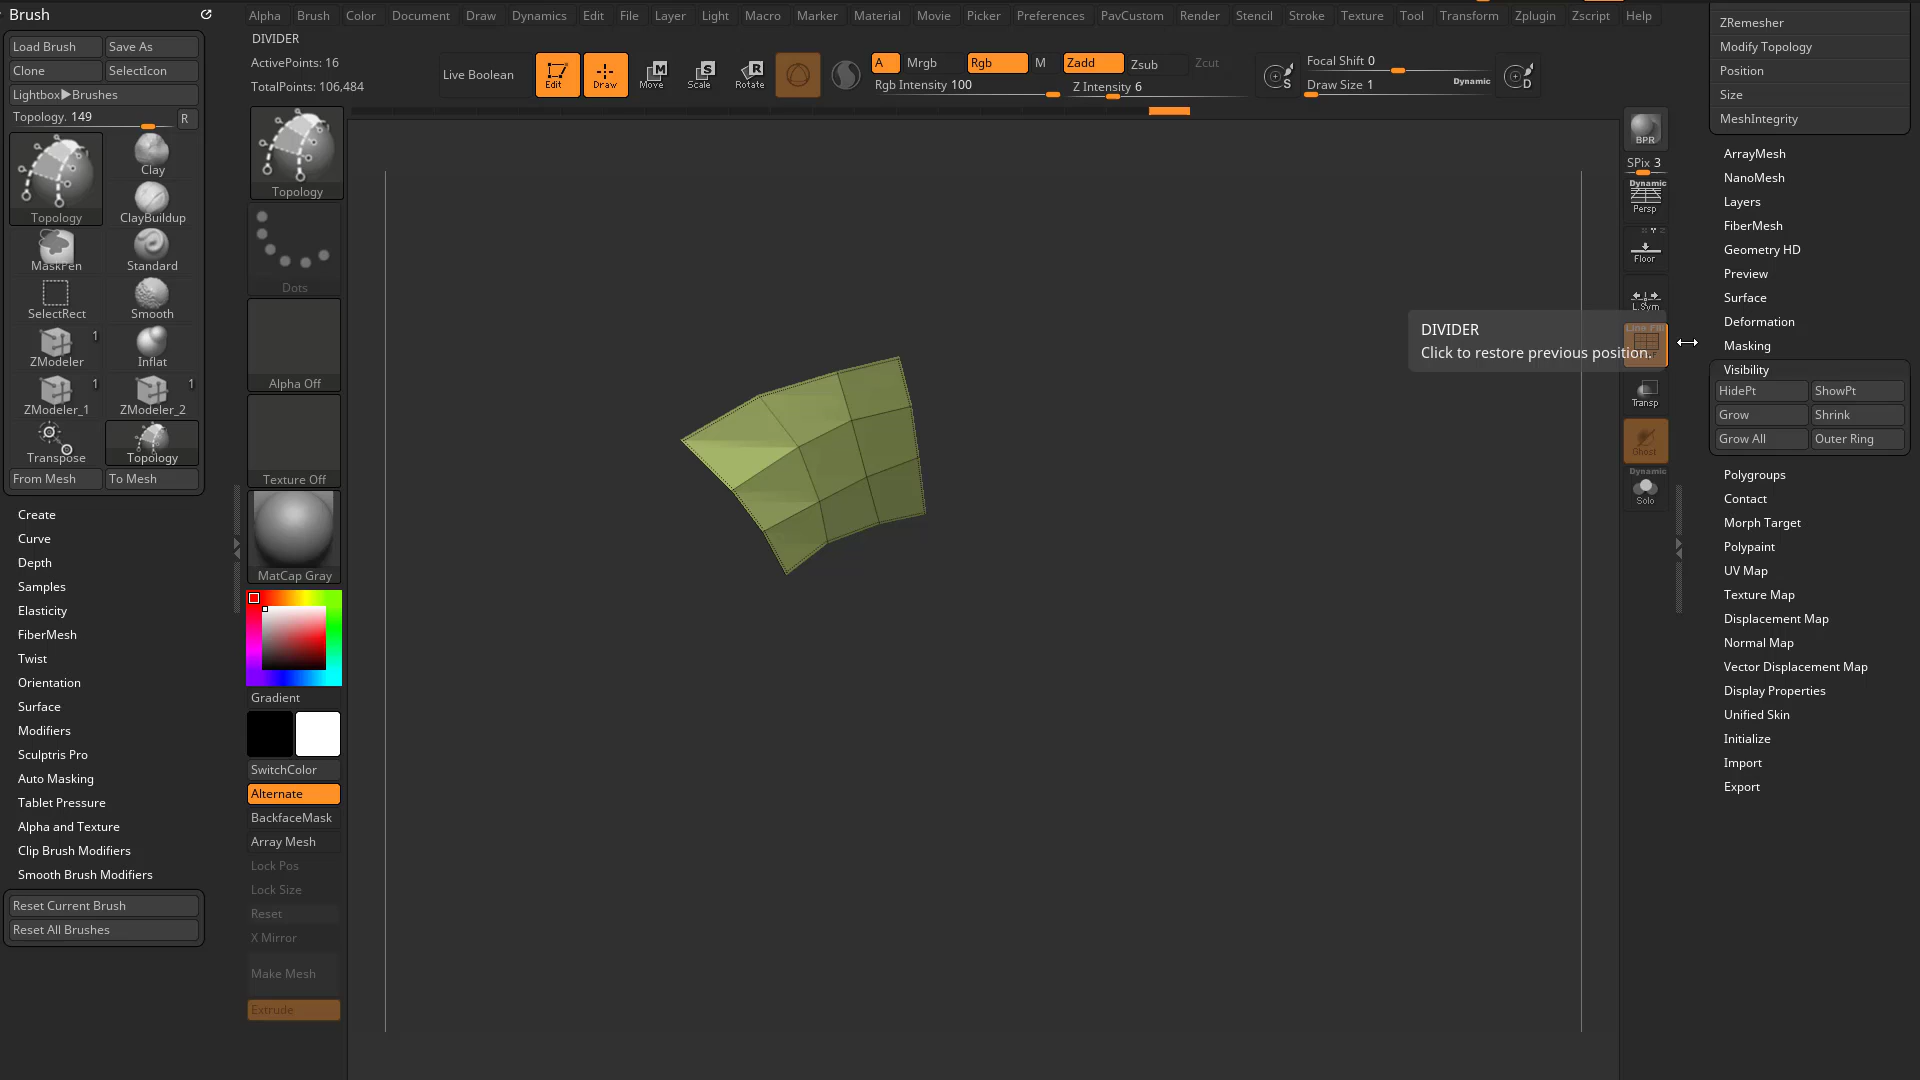 Brush
Alpha Brush Color Document Draw Dynamics Edit File Layer Light Macro Marker Material Movie Picker Preferences PavCustom Render Stencil Stroke Texture Tool Transform Zplugin Zscript Help
DIVIDER
ActivePoints: 16
TotalPoints: 106,484
Live Boolean
Edit
Draw
Move
Scale
Rotate
A Mrgb Rgb M Zadd Zsub Zcut
Rgb Intensity 100
Z Intensity 6
S
Focal Shift 0
Draw Size 1 Dynamic
D
Load Brush Save As
Clone SelectIcon
Lightbox▶Brushes
Topology. 149 R
Topology
Clay
ClayBuildup
MaskPen Standard
SelectRect Smooth
1
ZModeler Inflat
1 1
ZModeler_1 ZModeler_2
Transpose Topology
From Mesh To Mesh
Create
Curve
Depth
Samples
Elasticity
FiberMesh
Twist
Orientation
Surface
Modifiers
Sculptris Pro
Auto Masking
Tablet Pressure
Alpha and Texture
Clip Brush Modifiers
Smooth Brush Modifiers
Reset Current Brush
Reset All Brushes
Topology
Dots
Alpha Off
Texture Off
MatCap Gray
Gradient
SwitchColor
Alternate
BackfaceMask
Array Mesh
Lock Pos
Lock Size
Reset
X Mirror
Make Mesh
Extrude
DIVIDER
Click to restore previous position.
BPR
SPix 3
Dynamic
Persp
Floor
L.Sym
Line Fill
Transp
Ghost
Dynamic
Solo
ZRemesher
Modify Topology
Position
Size
MeshIntegrity
ArrayMesh
NanoMesh
Layers
FiberMesh
Geometry HD
Preview
Surface
Deformation
Masking
Visibility
HidePt ShowPt
Grow Shrink
Grow All Outer Ring
Polygroups
Contact
Morph Target
Polypaint
UV Map
Texture Map
Displacement Map
Normal Map
Vector Displacement Map
Display Properties
Unified Skin
Initialize
Import
Export